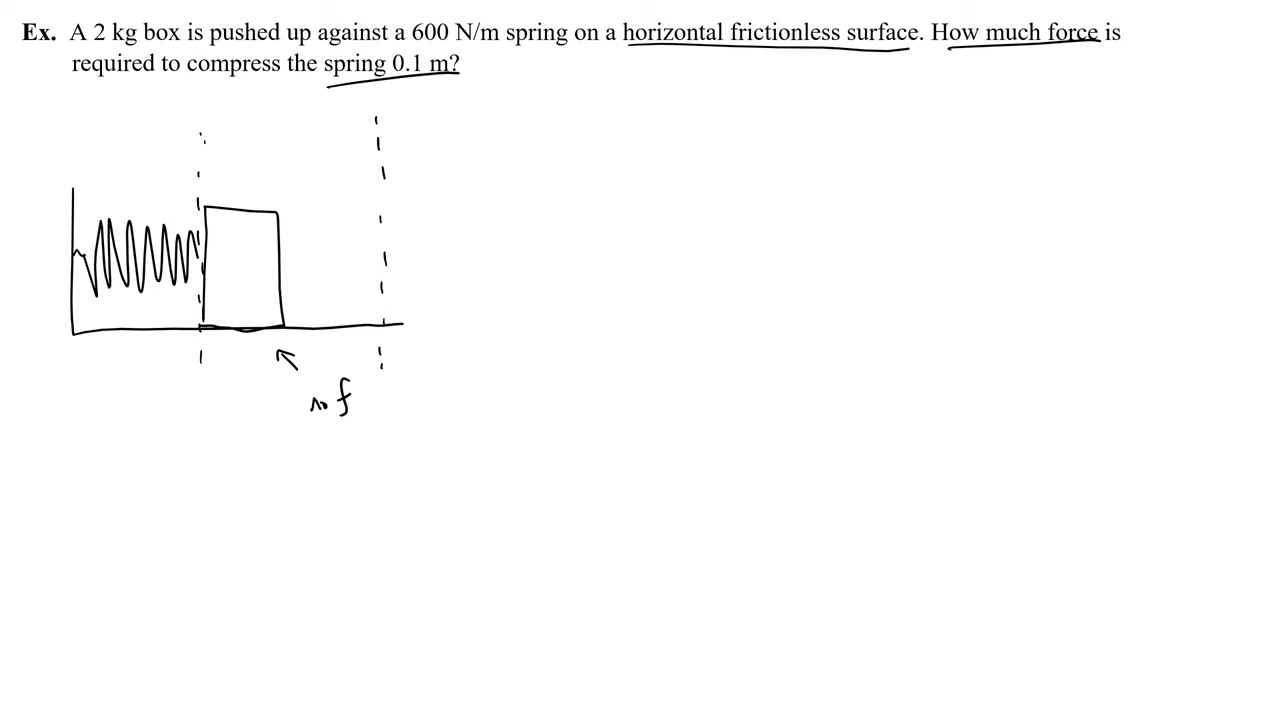 Ex. A 2 kg box is pushed up against a 600 N/m spring on a horizontal frictionless surface. How much force is
required to compress the spring 0.1 m?
no f